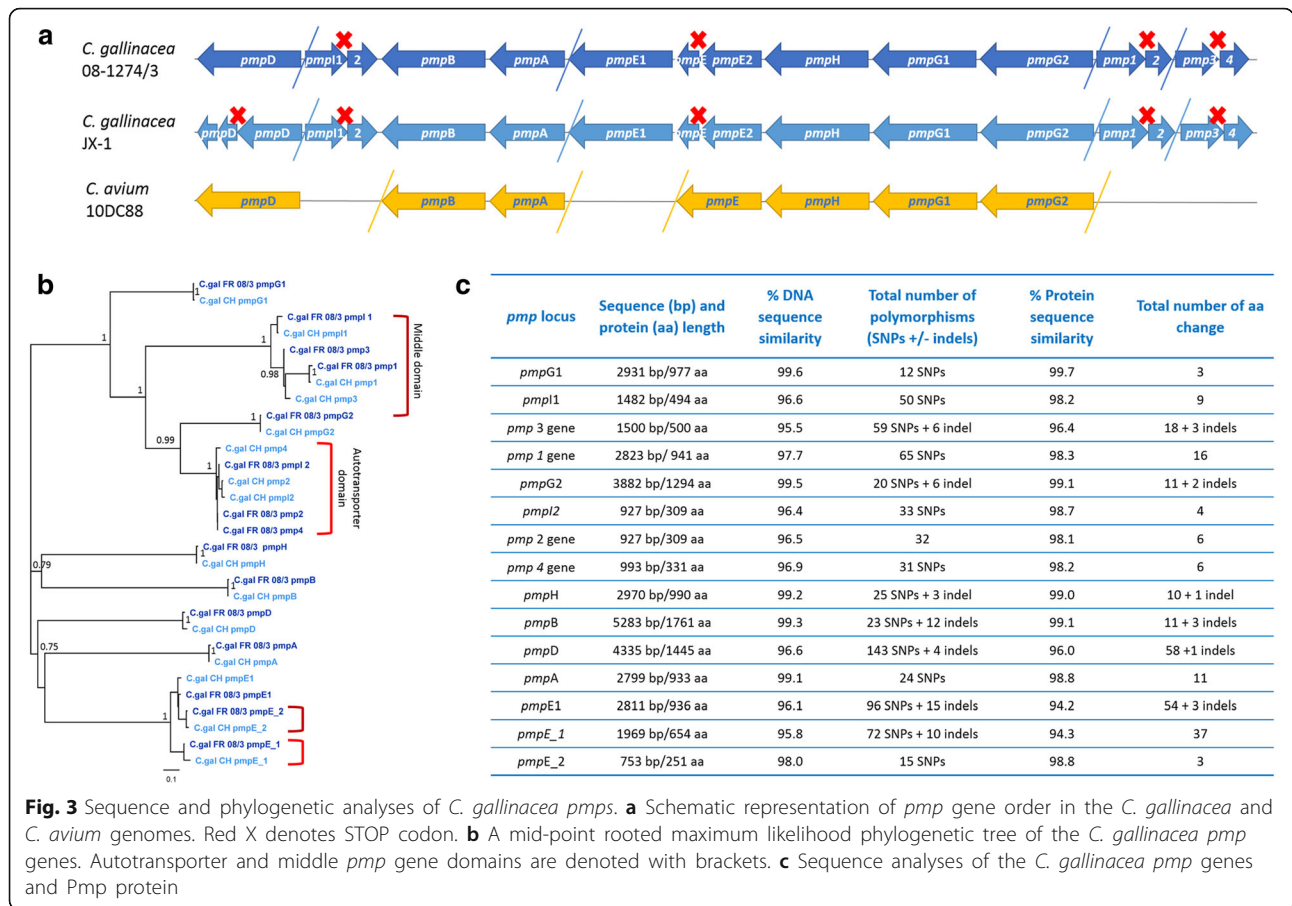 a
C. gallinacea
08-1274/3
pmpD pmpI1 2 pmpB pmpA pmpE1 pmpE pmpE2 pmpH pmpG1 pmpG2 pmp1 2 pmp3 4
C. gallinacea
JX-1
pmpD pmpD pmpI1 2 pmpB pmpA pmpE1 pmpE pmpE2 pmpH pmpG1 pmpG2 pmp1 2 pmp3 4
C. avium
10DC88
pmpD pmpB pmpA pmpE pmpH pmpG1 pmpG2
b
C.gal FR 08/3 pmpG1
1
C.gal CH pmpG1
1
C.gal FR 08/3 pmpI 1
C.gal CH pmpI1
1
C.gal FR 08/3 pmp3
C.gal FR 08/3 pmp1
0.98
1
C.gal CH pmp1
C.gal CH pmp3
Middle domain
1
C.gal FR 08/3 pmpG2
1
C.gal CH pmpG2
0.99
C.gal CH pmp4
C.gal FR 08/3 pmpI 2
1
C.gal CH pmp2
C.gal CH pmpI2
C.gal FR 08/3 pmp2
C.gal FR 08/3 pmp4
Autotransporter
domain
C.gal FR 08/3 pmpH
1
C.gal CH pmpH
0.79
C.gal FR 08/3 pmpB
1
C.gal CH pmpB
C.gal FR 08/3 pmpD
1
C.gal CH pmpD
0.75
C.gal FR 08/3 pmpA
1
C.gal CH pmpA
C.gal CH pmpE1
C.gal FR 08/3 pmpE1
1
C.gal FR 08/3 pmpE_2
C.gal CH pmpE_2
C.gal FR 08/3 pmpE_1
C.gal CH pmpE_1
0.1
c
pmp locus Sequence (bp) and protein (aa) length % DNA sequence similarity Total number of polymorphisms (SNPs +/- indels) % Protein sequence similarity Total number of aa change
pmpG1 2931 bp/977 aa 99.6 12 SNPs 99.7 3
pmpI1 1482 bp/494 aa 96.6 50 SNPs 98.2 9
pmp 3 gene 1500 bp/500 aa 95.5 59 SNPs + 6 indel 96.4 18 + 3 indels
pmp 1 gene 2823 bp/ 941 aa 97.7 65 SNPs 98.3 16
pmpG2 3882 bp/1294 aa 99.5 20 SNPs + 6 indel 99.1 11 + 2 indels
pmpI2 927 bp/309 aa 96.4 33 SNPs 98.7 4
pmp 2 gene 927 bp/309 aa 96.5 32 98.1 6
pmp 4 gene 993 bp/331 aa 96.9 31 SNPs 98.2 6
pmpH 2970 bp/990 aa 99.2 25 SNPs + 3 indel 99.0 10 + 1 indel
pmpB 5283 bp/1761 aa 99.3 23 SNPs + 12 indels 99.1 11 + 3 indels
pmpD 4335 bp/1445 aa 96.6 143 SNPs + 4 indels 96.0 58 +1 indels
pmpA 2799 bp/933 aa 99.1 24 SNPs 98.8 11
pmpE1 2811 bp/936 aa 96.1 96 SNPs + 15 indels 94.2 54 + 3 indels
pmpE_1 1969 bp/654 aa 95.8 72 SNPs + 10 indels 94.3 37
pmpE_2 753 bp/251 aa 98.0 15 SNPs 98.8 3
Fig. 3 Sequence and phylogenetic analyses of C. gallinacea pmps. a Schematic representation of pmp gene order in the C. gallinacea and
C. avium genomes. Red X denotes STOP codon. b A mid-point rooted maximum likelihood phylogenetic tree of the C. gallinacea pmp
genes. Autotransporter and middle pmp gene domains are denoted with brackets. c Sequence analyses of the C. gallinacea pmp genes
and Pmp protein